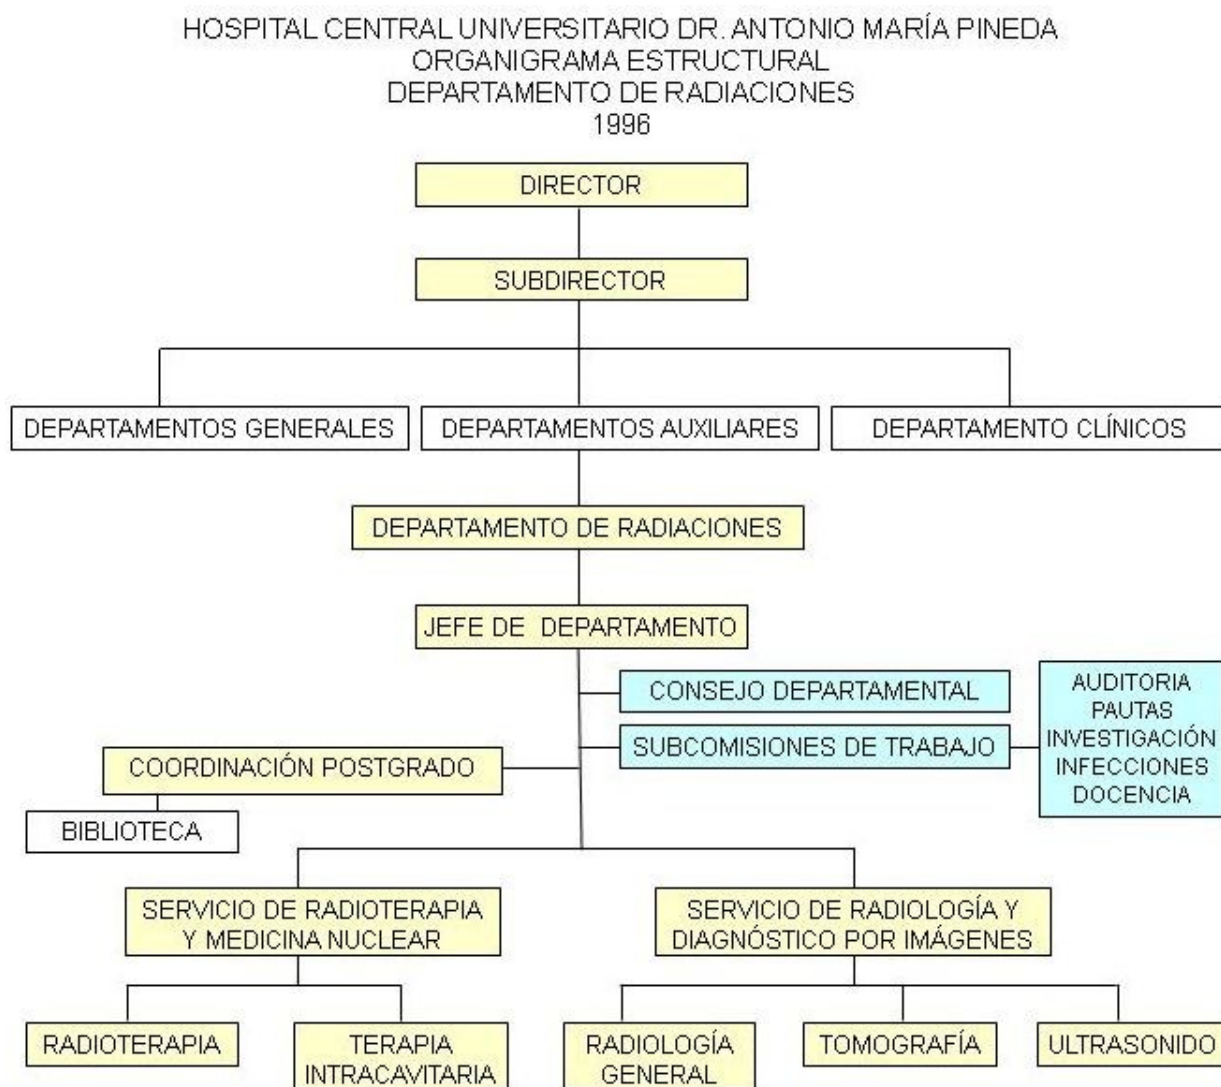 HOSPITAL CENTRAL UNIVERSITARIO DR. ANTONIO MARÍA PINEDA
ORGANIGRAMA ESTRUCTURAL
DEPARTAMENTO DE RADIACIONES
1996
DIRECTOR
SUBDIRECTOR
DEPARTAMENTOS GENERALES
DEPARTAMENTOS AUXILIARES
DEPARTAMENTO CLÍNICOS
DEPARTAMENTO DE RADIACIONES
JEFE DE DEPARTAMENTO
CONSEJO DEPARTAMENTAL
SUBCOMISIONES DE TRABAJO
AUDITORIA
PAUTAS
INVESTIGACIÓN
INFECCIONES
DOCENCIA
COORDINACIÓN POSTGRADO
BIBLIOTECA
SERVICIO DE RADIOTERAPIA
Y MEDICINA NUCLEAR
SERVICIO DE RADIOLOGÍA Y
DIAGNÓSTICO POR IMÁGENES
RADIOTERAPIA
TERAPIA
INTRACAVITARIA
RADIOLOGÍA
GENERAL
TOMOGRAFÍA
ULTRASONIDO